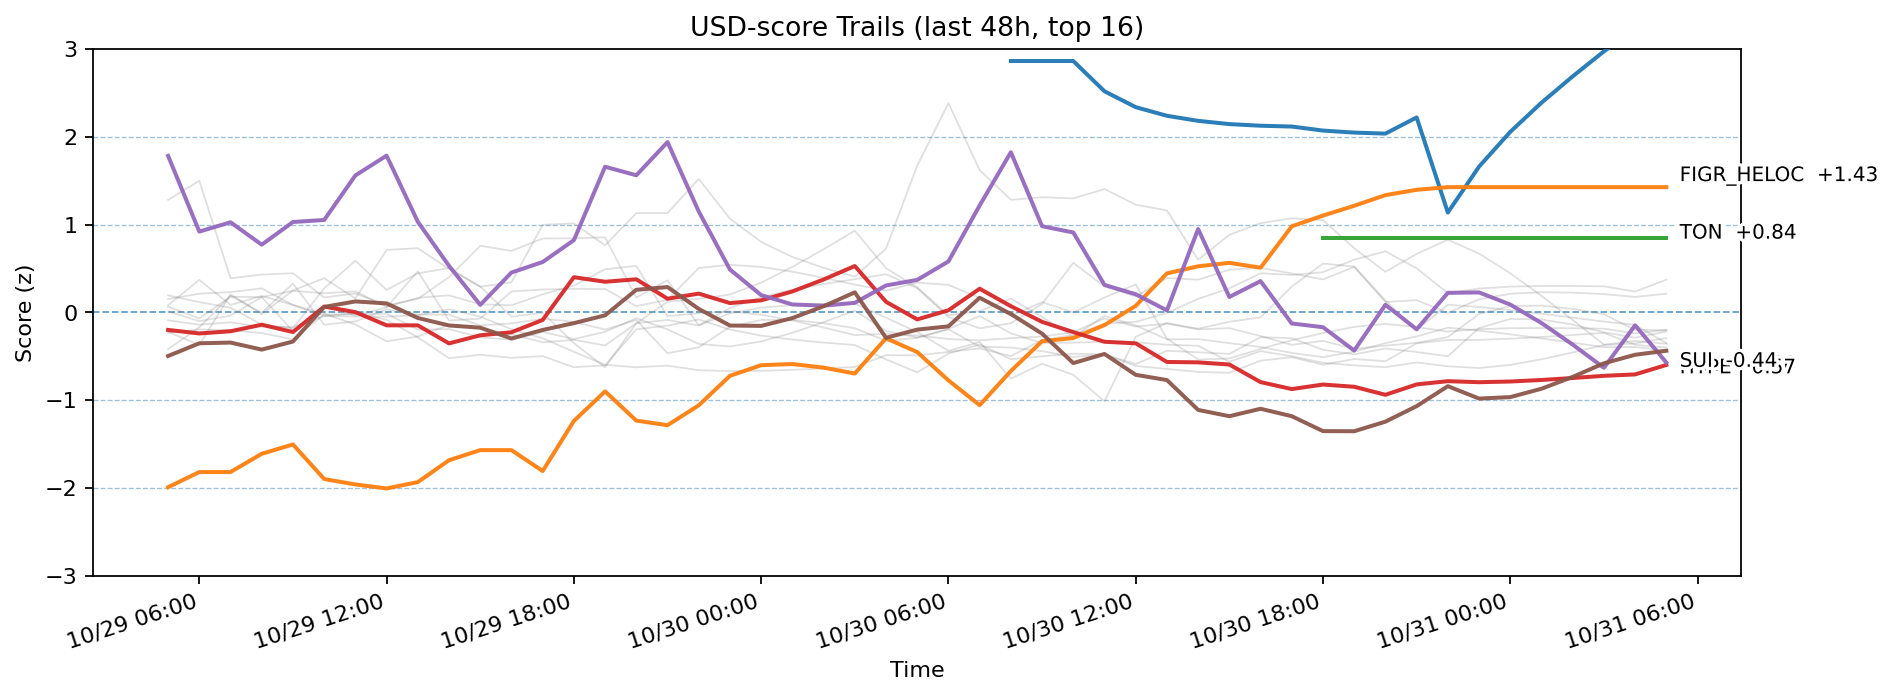 USD-score Trails (last 48h, top 16)
Score (z)
3
2
1
0
−1
−2
−3
FIGR_HELOC +1.43
TON +0.84
SUI -0.44
10/29 06:00
10/29 12:00
10/29 18:00
10/30 00:00
10/30 06:00
10/30 12:00
10/30 18:00
10/31 00:00
10/31 06:00
Time